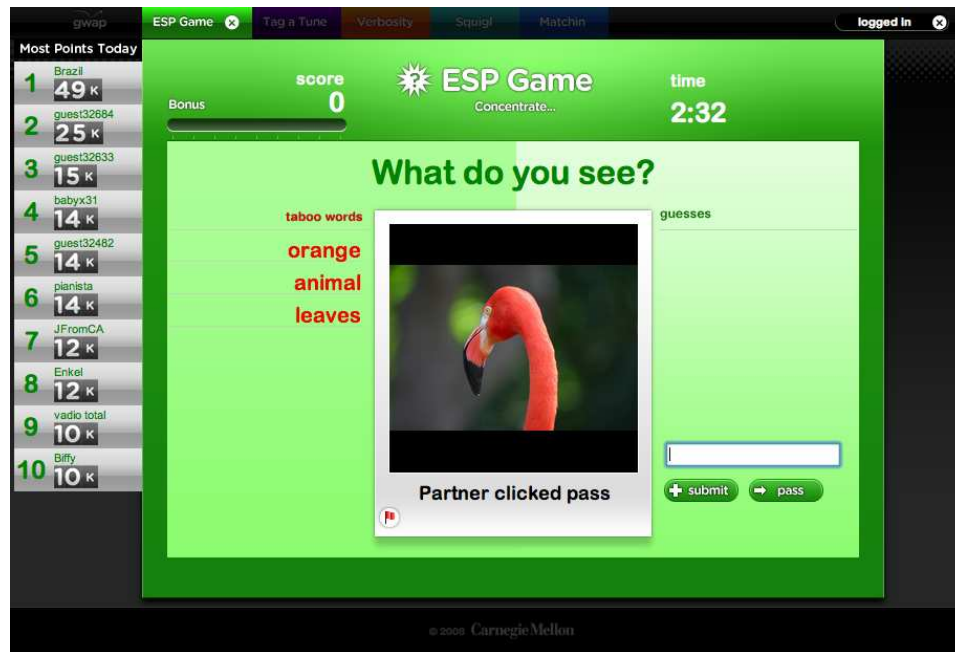 gwap
ESP Game
Tag a Tune
Verbosity
Squigl
Matchin
logged in
Most Points Today
1 Brazil
49 K
2 guest32684
25 K
3 guest32633
15 K
4 babyx31
14 K
5 guest32482
14 K
6 pianista
14 K
7 JFromCA
12 K
8 Enkel
12 K
9 vadio total
10 K
10 Biffy
10 K
score
0
Bonus
? ESP Game
Concentrate...
time
2:32
What do you see?
taboo words
orange
animal
leaves
Partner clicked pass
guesses
submit
pass
© 2008 Carnegie Mellon